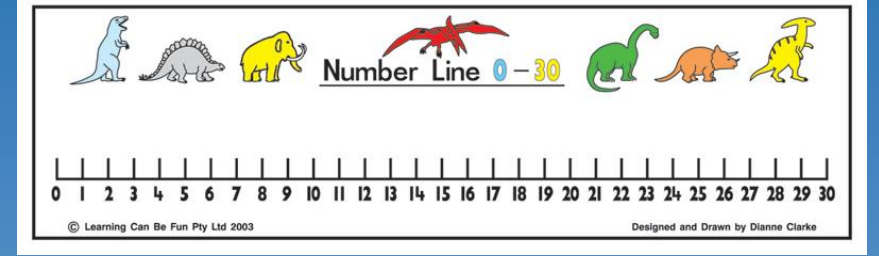 Number Line 0 – 30
0 1 2 3 4 5 6 7 8 9 10 11 12 13 14 15 16 17 18 19 20 21 22 23 24 25 26 27 28 29 30
© Learning Can Be Fun Pty Ltd 2003
Designed and Drawn by Dianne Clarke